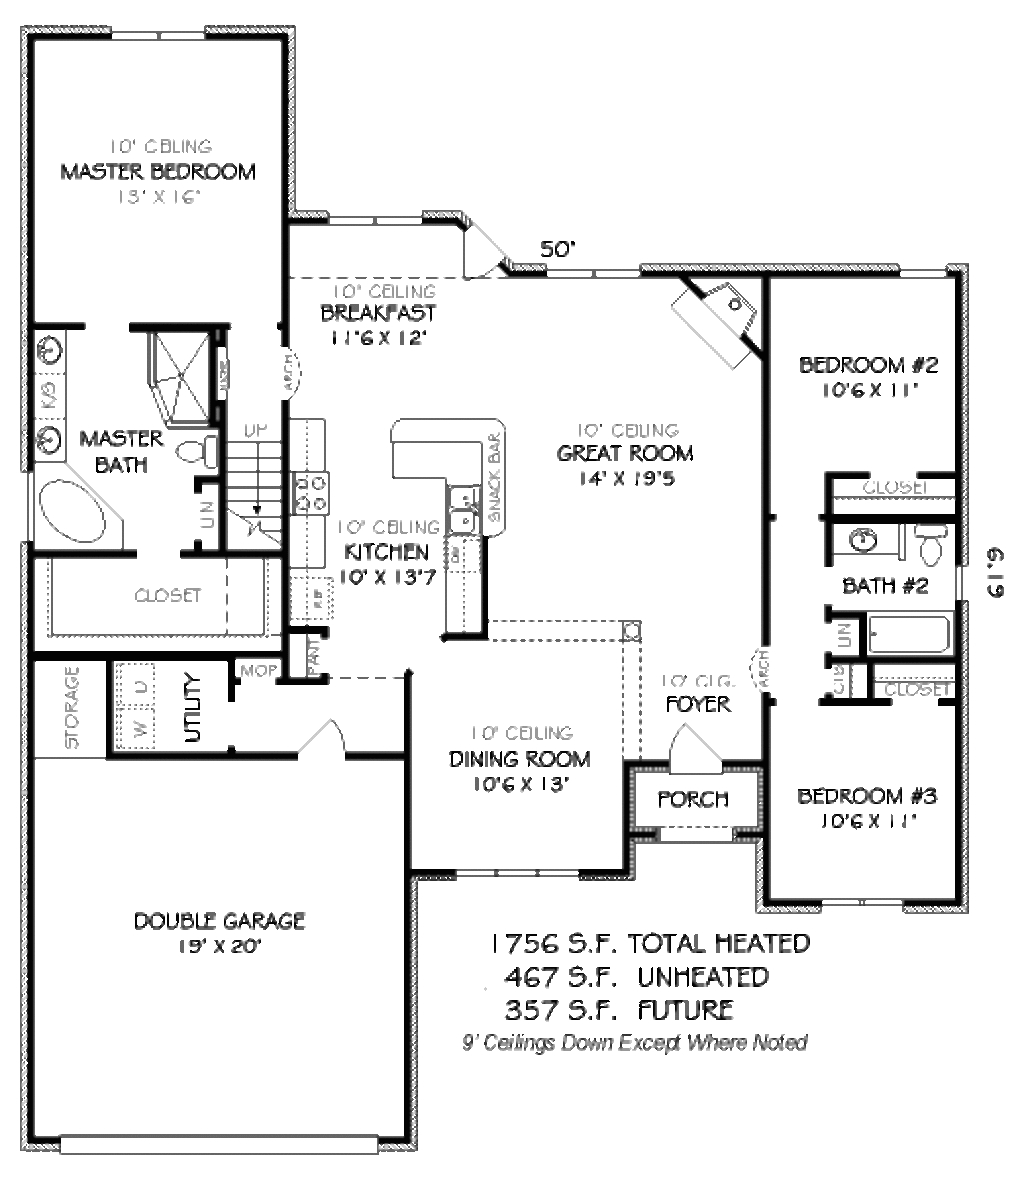 10' CEILING
MASTER BEDROOM
13' X 16'
50'
10' CEILING
BREAKFAST
11'6 X 12'
ARCH
BEDROOM #2
10'6 X 11'
K/S
MASTER
BATH
UP
10' CEILING
GREAT ROOM
14' X 19'5
SNACK BAR
CLOSET
LIN
10' CEILING
KITCHEN
10' X 13'7
DW
BATH #2
61'9
CLOSET
REF
LIN
PANT
MOP
STORAGE
D
W
UTILITY
ARCH
10' CLG.
FOYER
CLOSET
10' CEILING
DINING ROOM
10'6 X 13'
PORCH
BEDROOM #3
10'6 X 11'
DOUBLE GARAGE
19' X 20'
1756 S.F. TOTAL HEATED
467 S.F. UNHEATED
357 S.F. FUTURE
9' Ceilings Down Except Where Noted